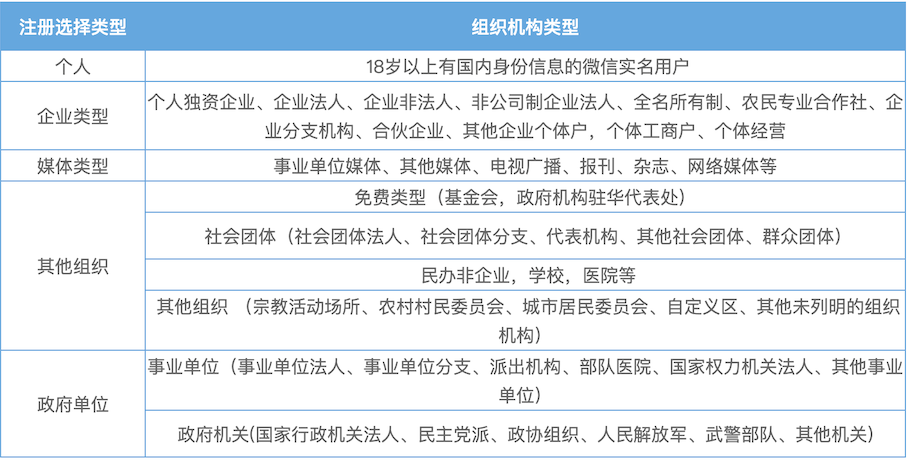 注册选择类型
组织机构类型
个人
18岁以上有国内身份信息的微信实名用户
企业类型
个人独资企业、企业法人、企业非法人、非公司制企业法人、全名所有制、农民专业合作社、企
业分支机构、合伙企业、其他企业个体户，个体工商户、个体经营
媒体类型
事业单位媒体、其他媒体、电视广播、报刊、杂志、网络媒体等
其他组织
免费类型（基金会，政府机构驻华代表处）
社会团体（社会团体法人、社会团体分支、代表机构、其他社会团体、群众团体）
民办非企业，学校，医院等
其他组织 （宗教活动场所、农村村民委员会、城市居民委员会、自定义区、其他未列明的组织
机构）
政府单位
事业单位（事业单位法人、事业单位分支、派出机构、部队医院、国家权力机关法人、其他事业
单位）
政府机关(国家行政机关法人、民主党派、政协组织、人民解放军、武警部队、其他机关）